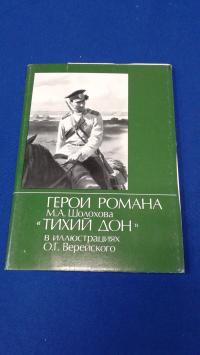 ГЕРОИ РОМАНА
М.А. Шолохова
"ТИХИЙ ДОН"
в иллюстрациях
О.Г. Верейского